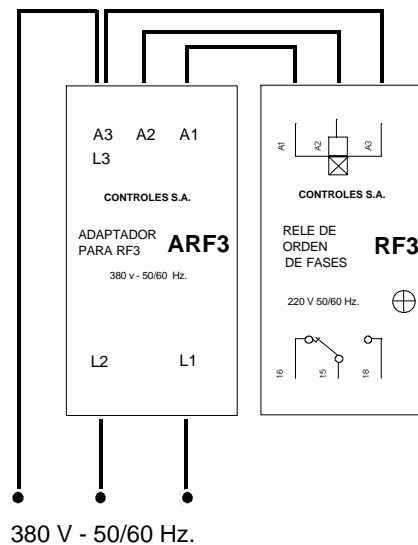 A3 A2 A1
L3
CONTROLES S.A.
ADAPTADOR
PARA RF3
ARF3
380 v - 50/60 Hz.
L2 L1
A1 A2 A3
CONTROLES S.A.
RELE DE
ORDEN
DE FASES
RF3
220 V 50/60 Hz.
16 15 18
380 V - 50/60 Hz.